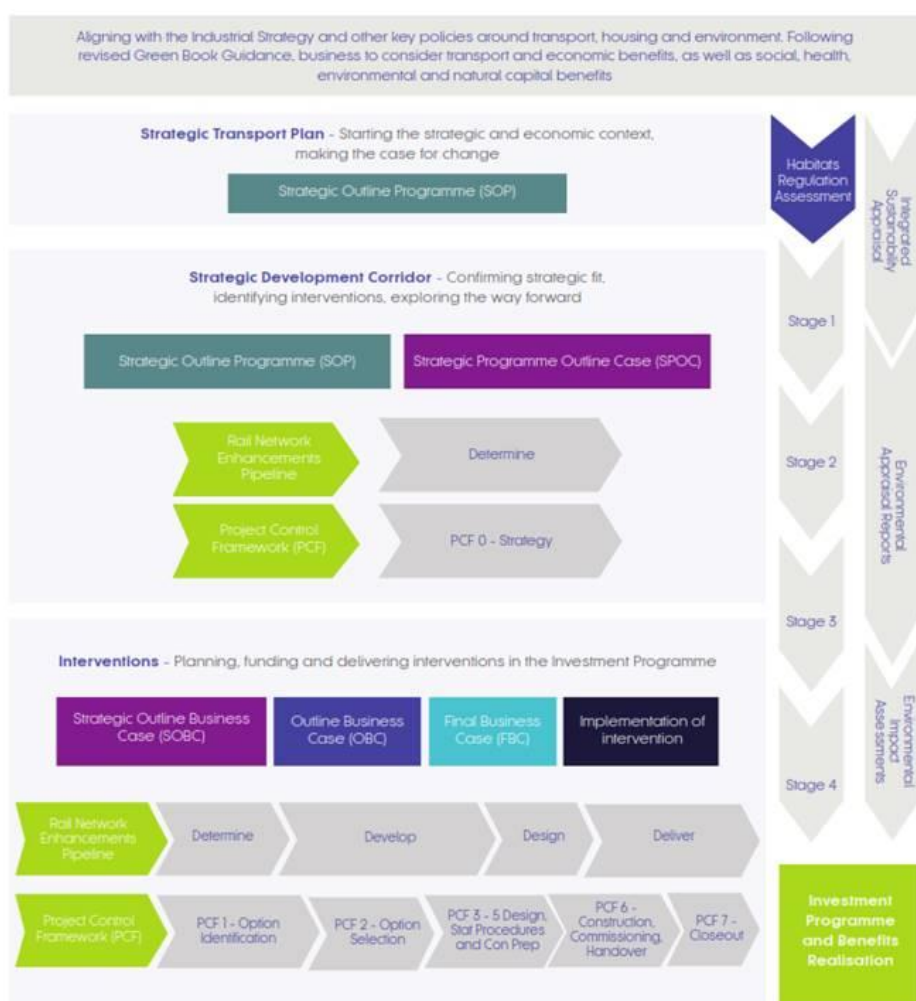 Aligning with the Industrial Strategy and other key policies around transport, housing and environment. Following
revised Green Book Guidance, business to consider transport and economic benefits, as well as social, health,
environmental and natural capital benefits
Strategic Transport Plan - Starting the strategic and economic context,
making the case for change
Strategic Outline Programme (SOP)
Strategic Development Corridor - Confirming strategic fit,
identifying interventions, exploring the way forward
Strategic Outline Programme (SOP)
Strategic Programme Outline Case (SPOC)
Rail Network
Enhancements
Pipeline
Determine
Project Control
Framework (PCF)
PCF 0 - Strategy
Interventions - Planning, funding and delivering interventions in the Investment Programme
Strategic Outline Business
Case (SOBC)
Outline Business
Case (OBC)
Final Business
Case (FBC)
Implementation of
intervention
Rail Network
Enhancements
Pipeline
Determine
Develop
Design
Deliver
Project Control
Framework (PCF)
PCF 1 - Option
Identification
PCF 2 - Option
Selection
PCF 3 - 5 Design,
Stat Procedures
and Con Prep
PCF 6 -
Construction,
Commissioning,
Handover
PCF 7 -
Closeout
Habitats
Regulation
Assessment
Stage 1
Stage 2
Stage 3
Stage 4
Integrated
Sustainability
Appraisal
Environmental
Appraisal Reports
Environmental
Impact
Assessments
Investment
Programme
and Benefits
Realisation